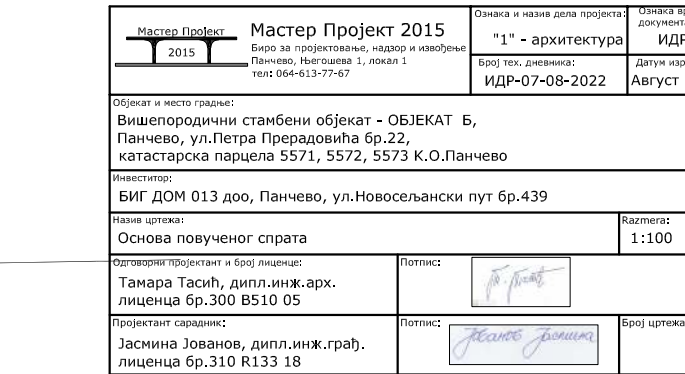 Мастер Пројект
2015
Мастер Пројект 2015
Биро за пројектовање, надзор и извођење
Панчево, Његошева 1, локал 1
тел: 064-613-77-67
Ознака и назив дела пројекта:
"1" - архитектура
Ознака
документ
ИДР
Број тех. дневника:
ИДР-07-08-2022
Датум изр
Август
Објекат и место градње:
Вишепородични стамбени објекат - ОБЈЕКАТ Б,
Панчево, ул.Петра Прерадовића бр.22,
катастарска парцела 5571, 5572, 5573 К.О.Панчево
Инвеститор:
БИГ ДОМ 013 доо, Панчево, ул.Новосељански пут бр.439
Назив цртежа:
Основа повученог спрата
Razmera:
1:100
Одговорни пројектант и број лиценце:
Тамара Тасић, дипл.инж.арх.
лиценца бр.300 В510 05
Потпис:
Пројектант сарадник:
Јасмина Јованов, дипл.инж.грађ.
лиценца бр.310 R133 18
Потпис:
Јованов Јасмина
Број цртежа